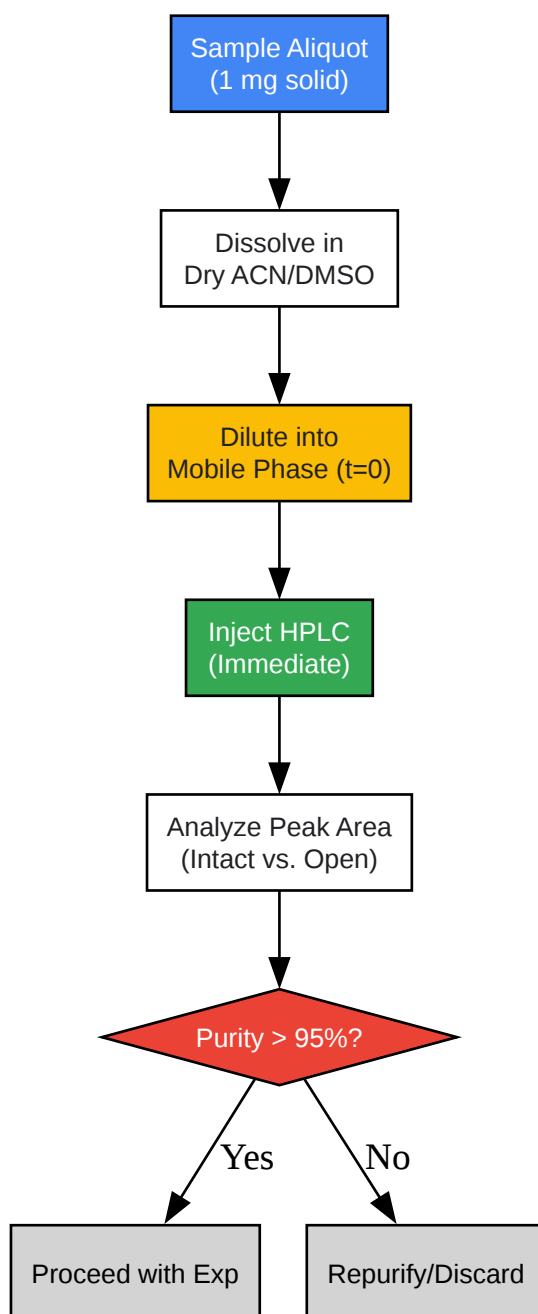 Sample Aliquot
(1 mg solid)
Dissolve in
Dry ACN/DMSO
Dilute into
Mobile Phase (t=0)
Inject HPLC
(Immediate)
Analyze Peak Area
(Intact vs. Open)
Purity > 95%?
Yes
No
Proceed with Exp
Repurify/Discard